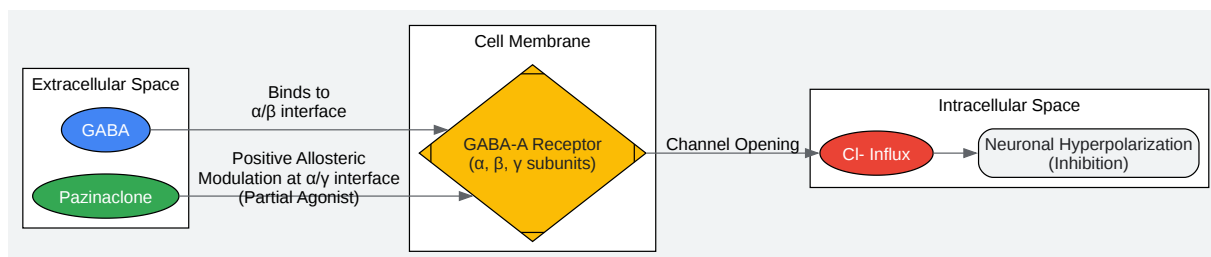 Extracellular Space
GABA
Pazinaclone
Binds to
α/β interface
Positive Allosteric
Modulation at α/γ interface
(Partial Agonist)
Cell Membrane
GABA-A Receptor
(α, β, γ subunits)
Channel Opening
Intracellular Space
Cl- Influx
Neuronal Hyperpolarization
(Inhibition)